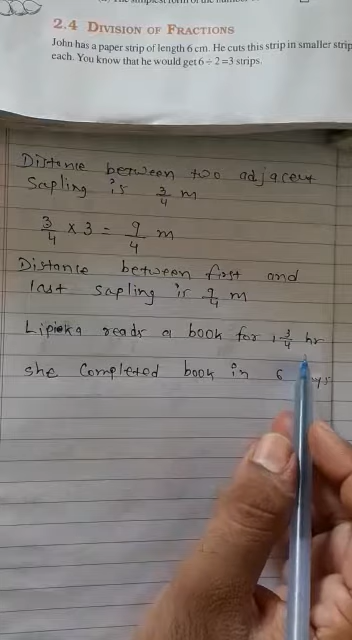 2.4 DIVISION OF FRACTIONS
John has a paper strip of length 6 cm. He cuts this strip in smaller strip
each. You know that he would get 6 ÷ 2 = 3 strips.
Distance between two adjacent
sapling is 3/4 m
3/4 × 3 = 9/4 m
Distance between first and
last sapling is 9/4 m
Lipika reads a book for 1 3/4 hr
she completed book in 6